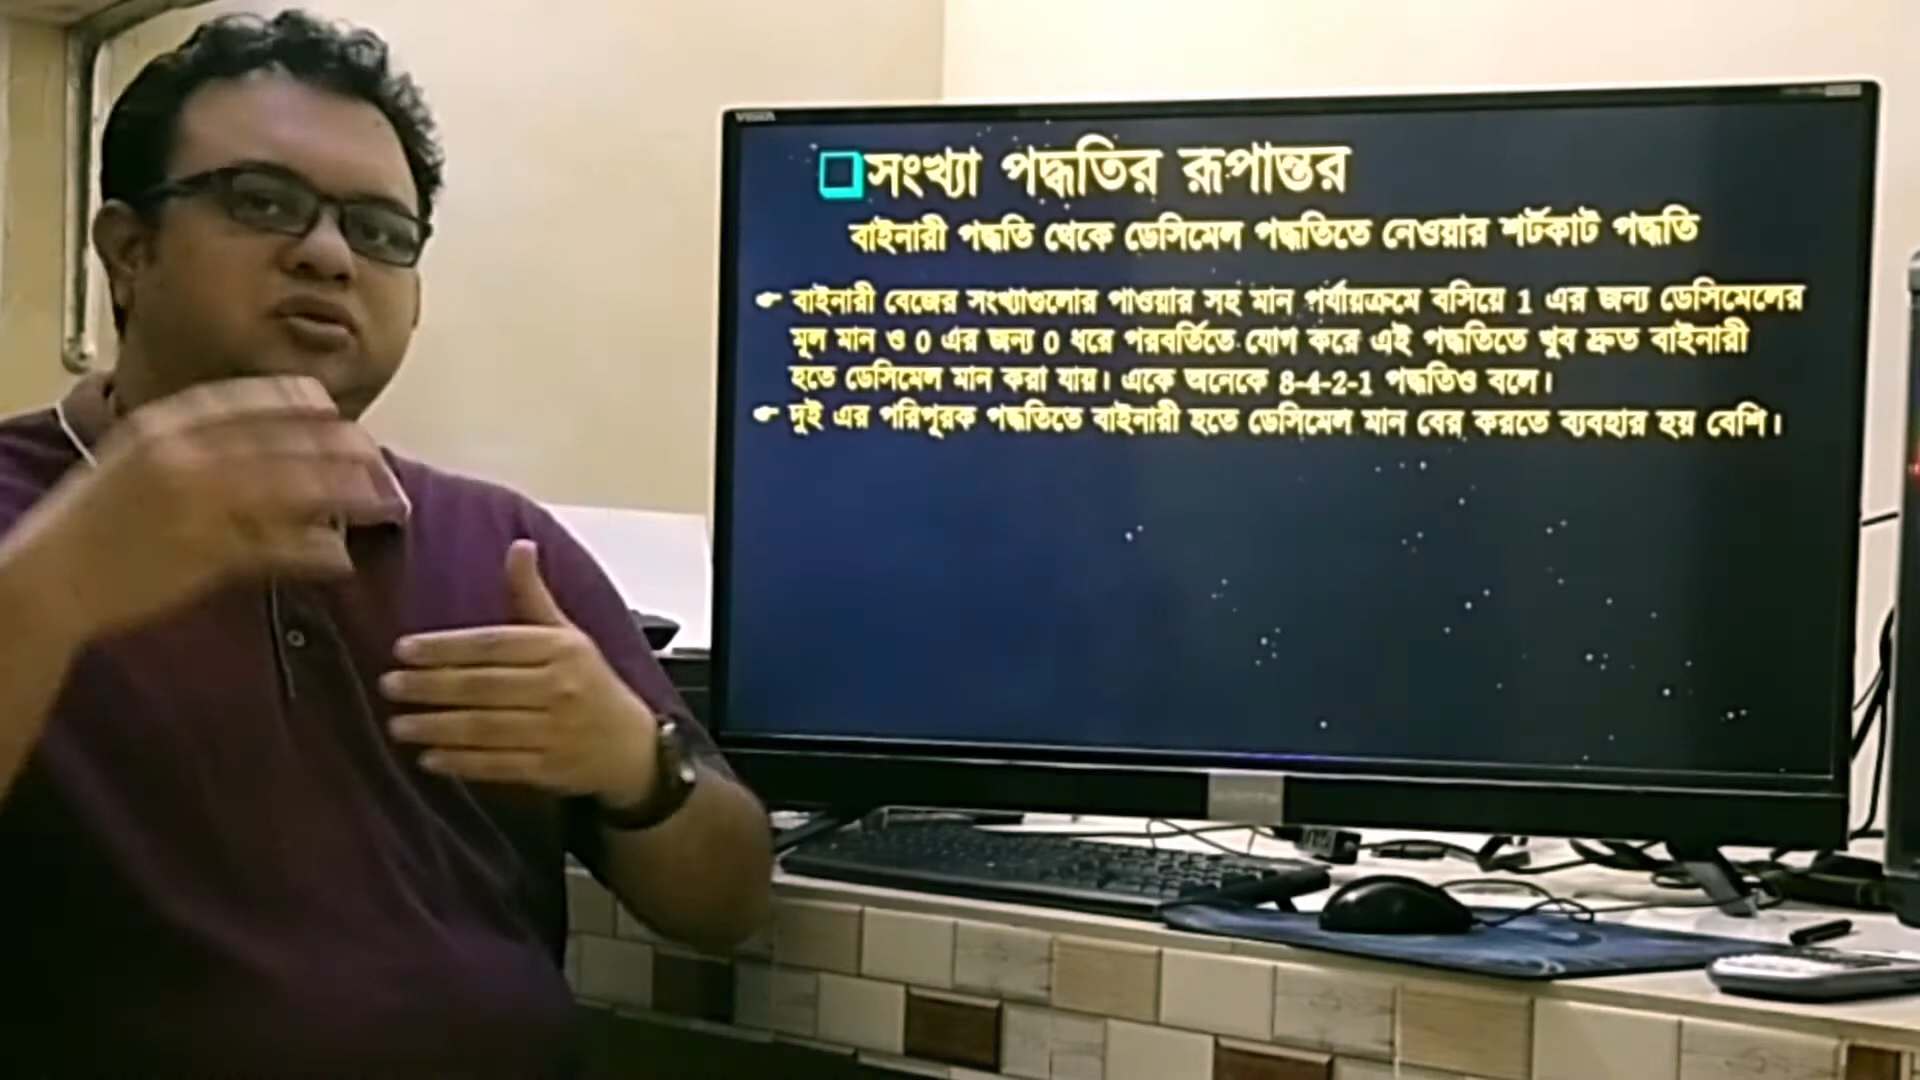 সংখ্যা পদ্ধতির রূপান্তর
বাইনারী পদ্ধতি থেকে ডেসিমেল পদ্ধতিতে নেওয়ার শর্টকাট পদ্ধতি
বাইনারী বেজের সংখ্যাগুলোর পাওয়ার সহ মান পর্যায়ক্রমে বসিয়ে 1 এর জন্য ডেসিমেলের
মূল মান ও 0 এর জন্য 0 ধরে পরবর্তিতে যোগ করে এই পদ্ধতিতে খুব দ্রুত বাইনারী
হতে ডেসিমেল মান করা যায়। একে অনেকে 8-4-2-1 পদ্ধতিও বলে।
দুই এর পরিপূরক পদ্ধতিতে বাইনারী হতে ডেসিমেল মান বের করতে ব্যবহার হয় বেশি।